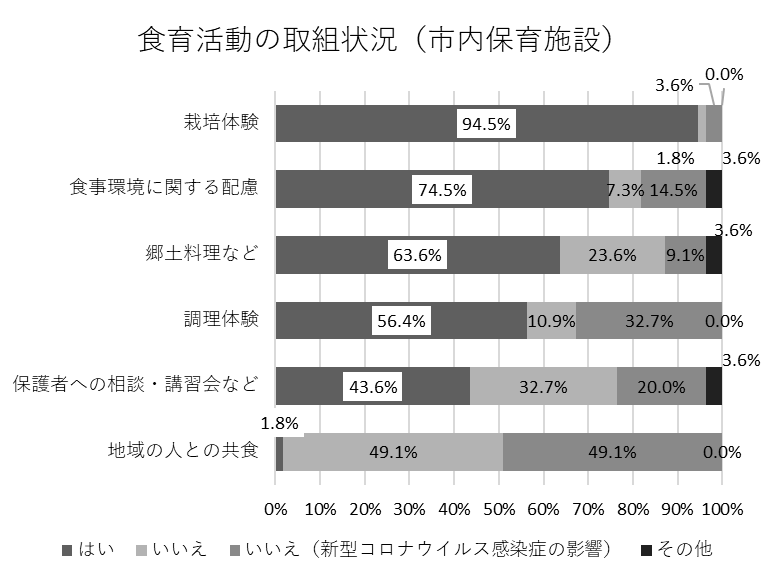 食育活動の取組状況（市内保育施設）
3.6%
0.0%
栽培体験
94.5%
1.8%
3.6%
食事環境に関する配慮
74.5%
7.3%
14.5%
3.6%
郷土料理など
63.6%
23.6%
9.1%
調理体験
56.4%
10.9%
32.7%
0.0%
3.6%
保護者への相談・講習会など
43.6%
32.7%
20.0%
1.8%
地域の人との共食
49.1%
49.1%
0.0%
0% 10% 20% 30% 40% 50% 60% 70% 80% 90% 100%
はい いいえ いいえ（新型コロナウイルス感染症の影響） その他